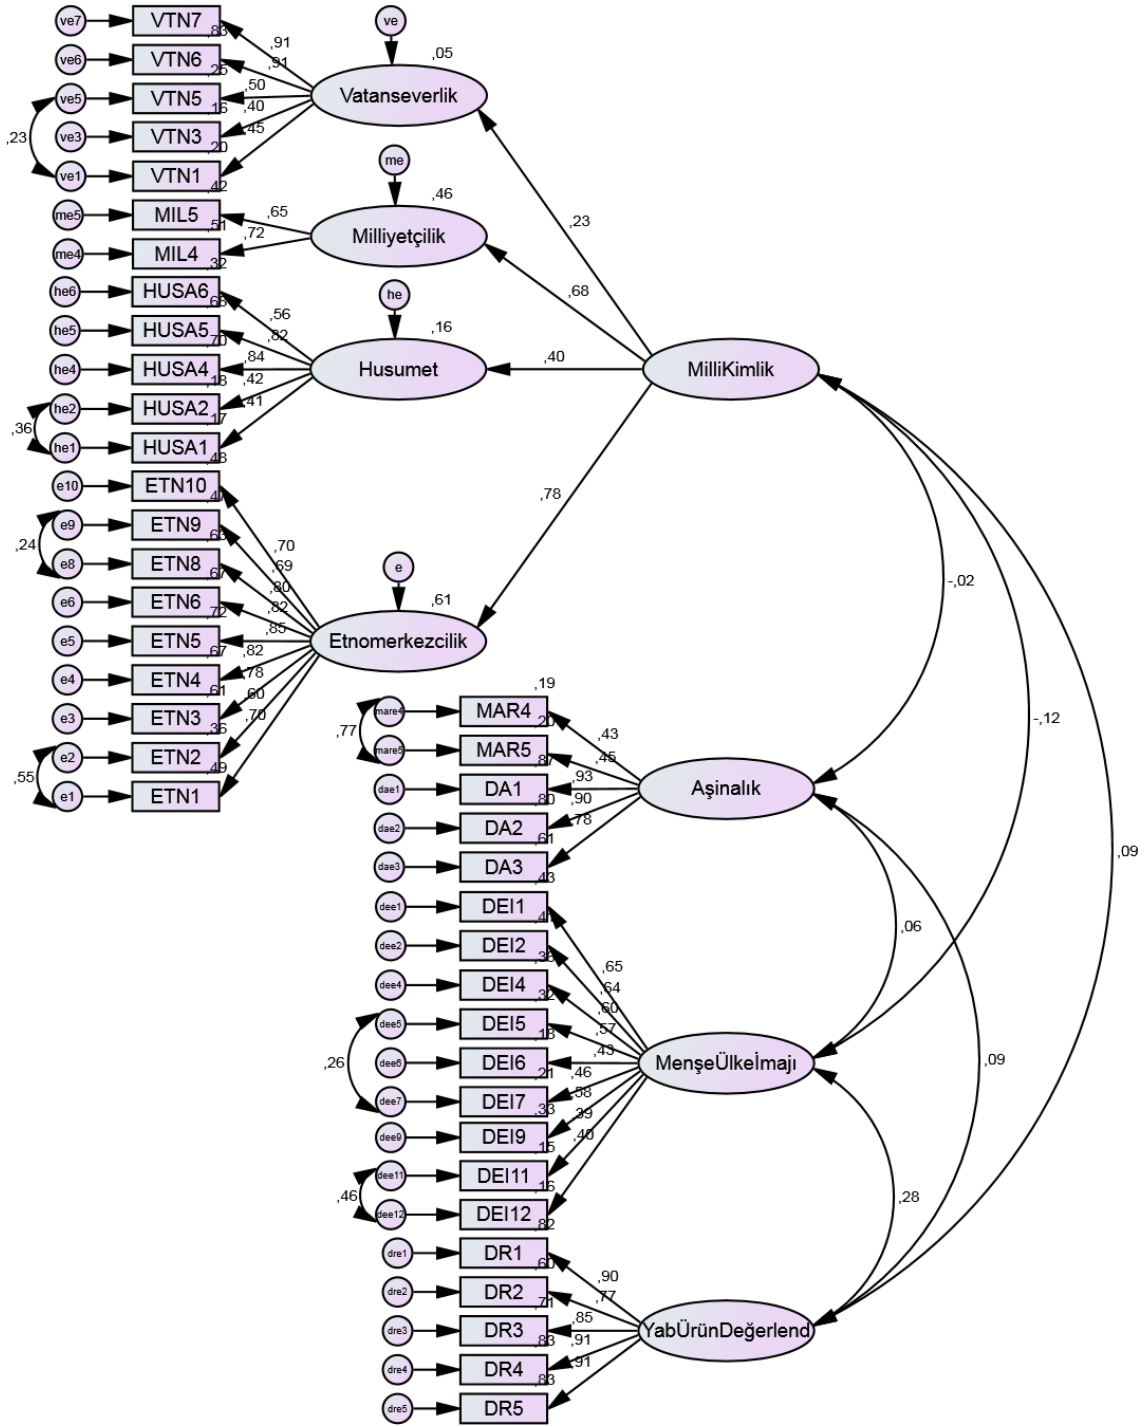 ve7 VTN7 ,83 ,91 ve ,05
ve6 VTN6 ,91
ve5 VTN5 ,25 ,50 Vatanseverlik
ve3 VTN3 ,16 ,40
,23 ve1 VTN1 ,20 ,45 me
me5 MIL5 ,42 ,65 ,46 ,23
me4 MIL4 ,51 ,72 Milliyetçilik
he6 HUSA6 ,32 ,56 he ,68
he5 HUSA5 ,82 ,16
he4 HUSA4 ,70 ,84 Husumet ,40 MilliKimlik
he2 HUSA2 ,18 ,42
,36 he1 HUSA1 ,17 ,41
e10 ETN10 ,48 ,78
e9 ETN9 ,47 ,70
,24 e8 ETN8 ,69 e
e6 ETN6 ,67 ,80 ,61 -,02
e5 ETN5 ,72 ,82 ,85 Etnomerkezcilik
e4 ETN4 ,67 ,82
e3 ETN3 ,61 ,78 ,60
e2 ETN2 ,36 ,70
,55 e1 ETN1 ,49
mare4 MAR4 ,19 ,43 -,12
,77 mare5 MAR5 ,20 ,45
dae1 DA1 ,87 ,93 Aşinalık
dae2 DA2 ,80 ,90
dae3 DA3 ,61 ,78 ,09
dee1 DEI1 ,43
dee2 DEI2 ,41 ,65 ,06
dee4 DEI4 ,64
dee5 DEI5 ,32 ,60 ,57
,26 dee6 DEI6 ,18 ,43 MenşeÜlkeİmajı ,09
dee7 DEI7 ,21 ,46
dee9 DEI9 ,33 ,58
dee11 DEI11 ,15 ,39
,46 dee12 DEI12 ,16 ,40 ,28
dre1 DR1 ,82
dre2 DR2 ,60 ,90
dre3 DR3 ,71 ,77 ,85 YabÜrünDeğerlend
dre4 DR4 ,83 ,91
dre5 DR5 ,83 ,91